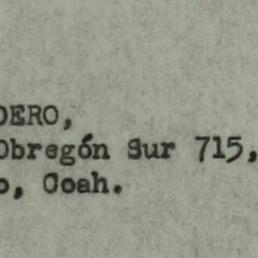 DERO,
Obregón Sur 715,
o, Coah.